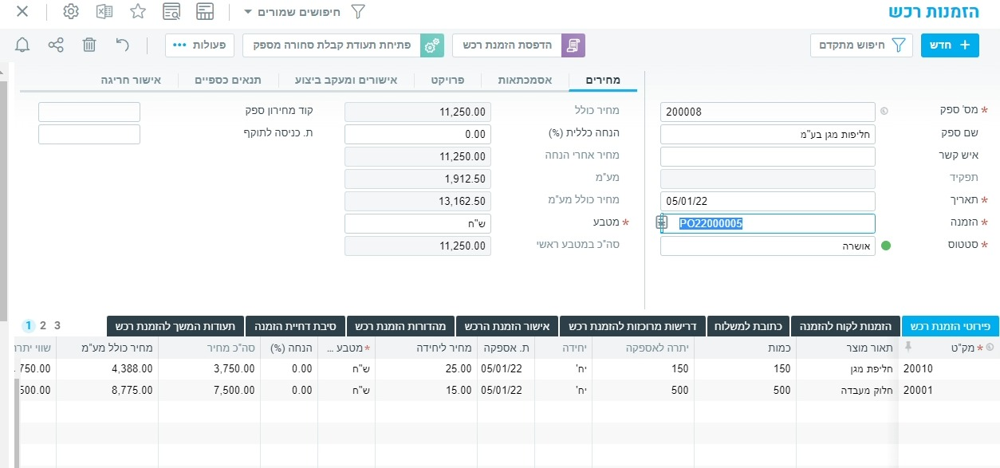 הזמנות רכש
חיפושים שמורים
חדש
חיפוש מתקדם
הדפסת הזמנת רכש
פתיחת תעודת קבלת סחורה מספק
פעולות
* מס' ספק 200008
שם ספק חליפות מגן בע"מ
איש קשר
תפקיד
* תאריך 05/01/22
* הזמנה PO22000005
* סטטוס אושרה
מחירים אסמכתאות פרויקט אישורים ומעקב ביצוע תנאים כספיים אישור חריגה
מחיר כולל 11,250.00 קוד מחירון ספק
הנחה כללית (%) 0.00 ת. כניסה לתוקף
מחיר אחרי הנחה 11,250.00
מע"מ 1,912.50
מחיר כולל מע"מ 13,162.50
* מטבע ש"ח
סה"כ במטבע ראשי 11,250.00
פירוטי הזמנת רכש הזמנות לקוח להזמנה כתובת למשלוח דרישות מרוכזות להזמנת רכש אישור הזמנת הרכש מהדורות הזמנת רכש סיבת דחיית הזמנה תעודות המשך להזמנת רכש 3 2 1
* מק"ט תאור מוצר כמות יתרה לאספקה יחידה ת. אספקה מחיר ליחידה * מטבע ... הנחה (%) סה"כ מחיר מחיר כולל מע"מ שווי יתרה
20010 חליפת מגן 150 150 יח' 05/01/22 25.00 ש"ח 0.00 3,750.00 4,388.00 750.00
20001 חלוק מעבדה 500 500 יח' 05/01/22 15.00 ש"ח 0.00 7,500.00 8,775.00 500.00